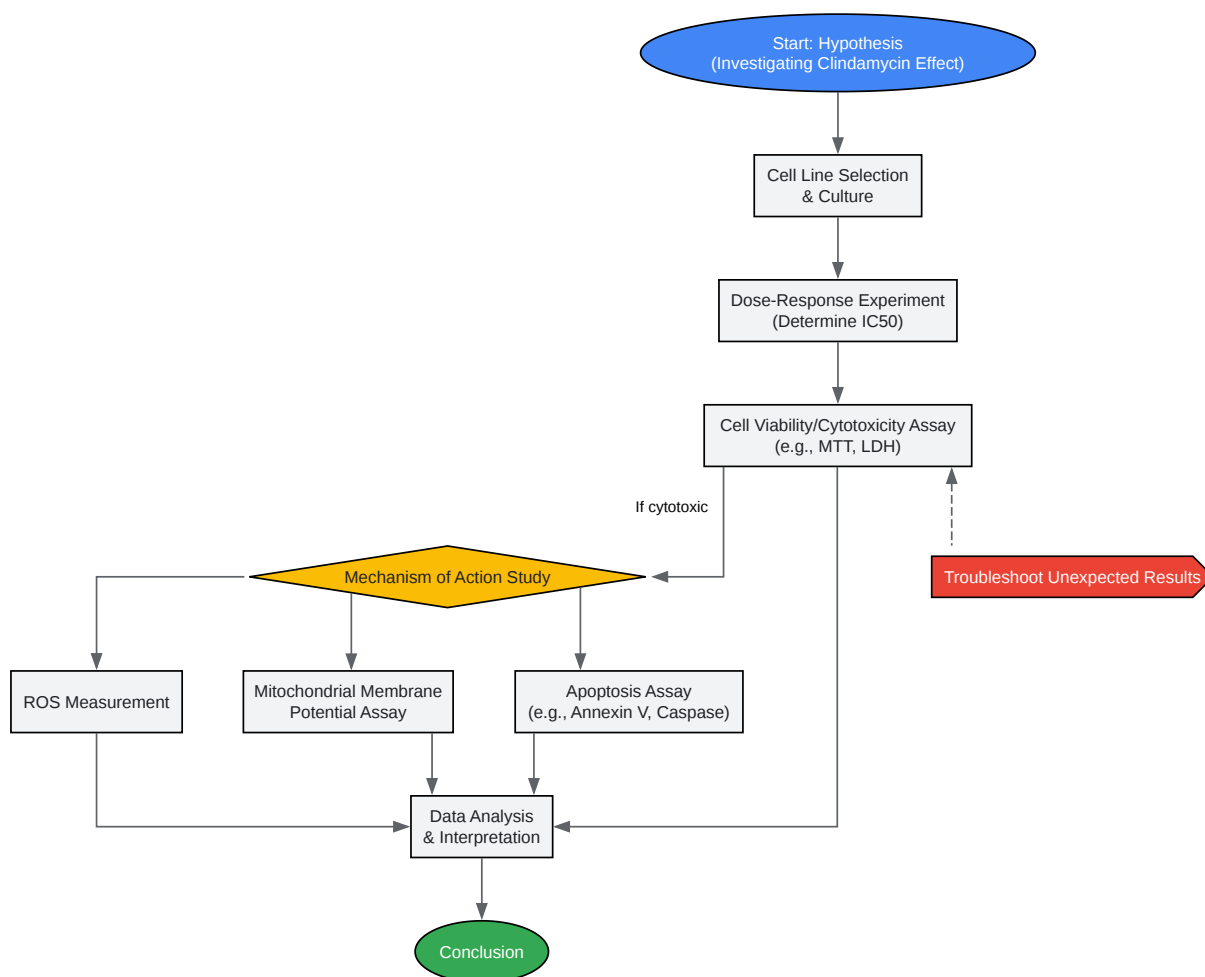 Start: Hypothesis
(Investigating Clindamycin Effect)
Cell Line Selection
& Culture
Dose-Response Experiment
(Determine IC50)
Cell Viability/Cytotoxicity Assay
(e.g., MTT, LDH)
If cytotoxic
Mechanism of Action Study
Troubleshoot Unexpected Results
ROS Measurement
Mitochondrial Membrane
Potential Assay
Apoptosis Assay
(e.g., Annexin V, Caspase)
Data Analysis
& Interpretation
Conclusion